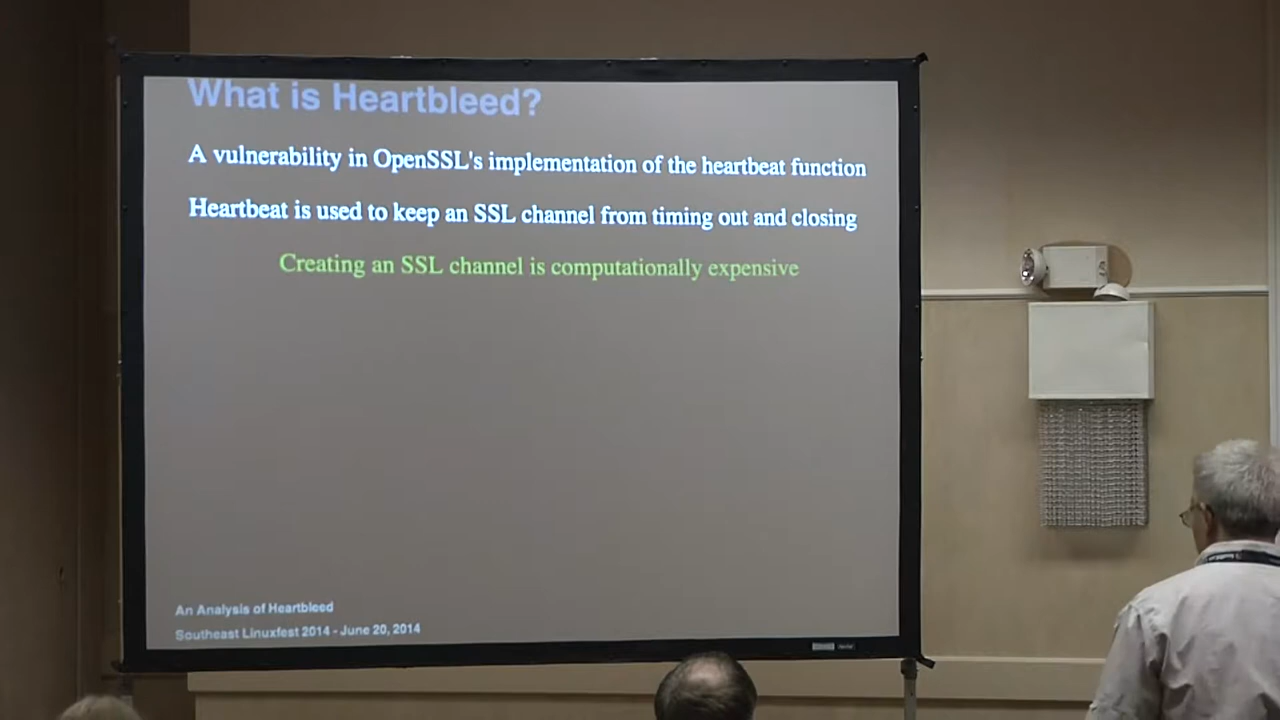 What is Heartbleed?
A vulnerability in OpenSSL's implementation of the heartbeat function
Heartbeat is used to keep an SSL channel from timing out and closing
Creating an SSL channel is computationally expensive
An Analysis of Heartbleed
Southeast Linuxfest 2014 - June 20, 2014